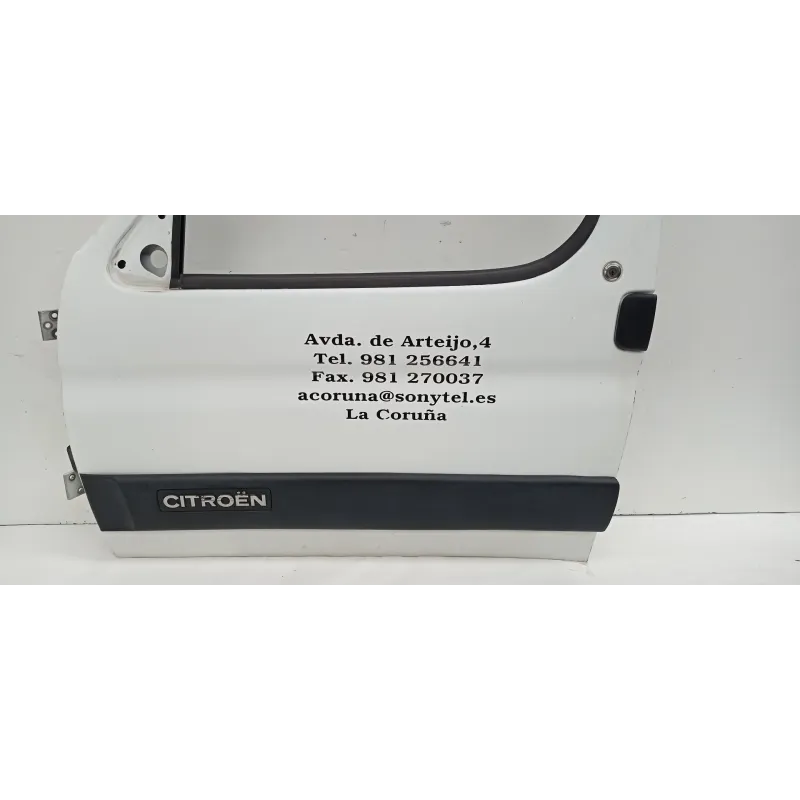 Avda. de Arteijo,4
Tel. 981 256641
Fax. 981 270037
acoruna@sonytel.es
La Coruña
CITROËN